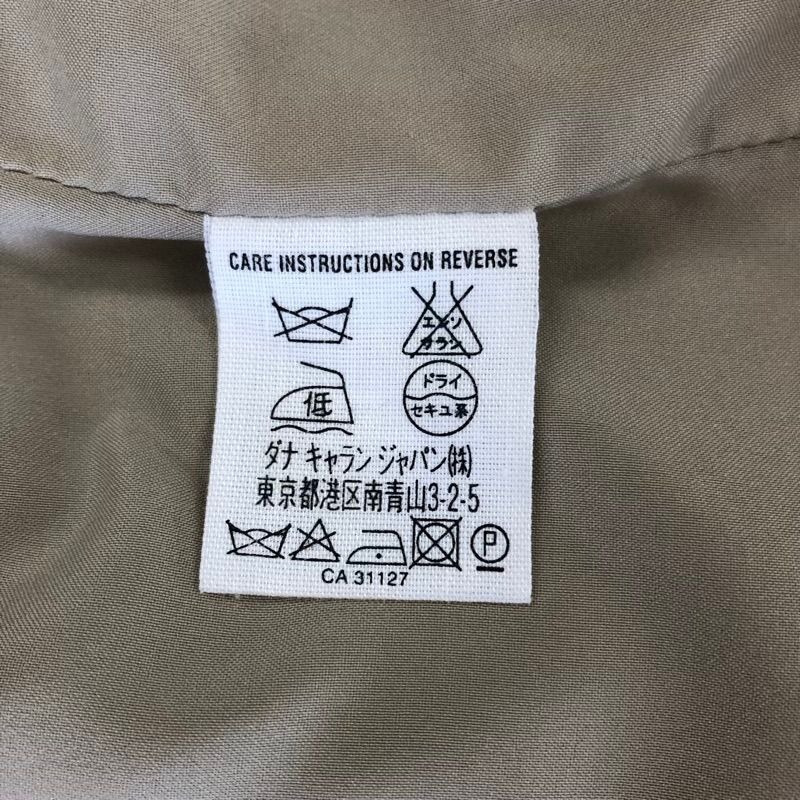 CARE INSTRUCTIONS ON REVERSE
エンソ
サラシ
低
ドライ
セキユ系
ダナ キャラン ジャパン(株)
東京都港区南青山3-2-5
P
CA 31127